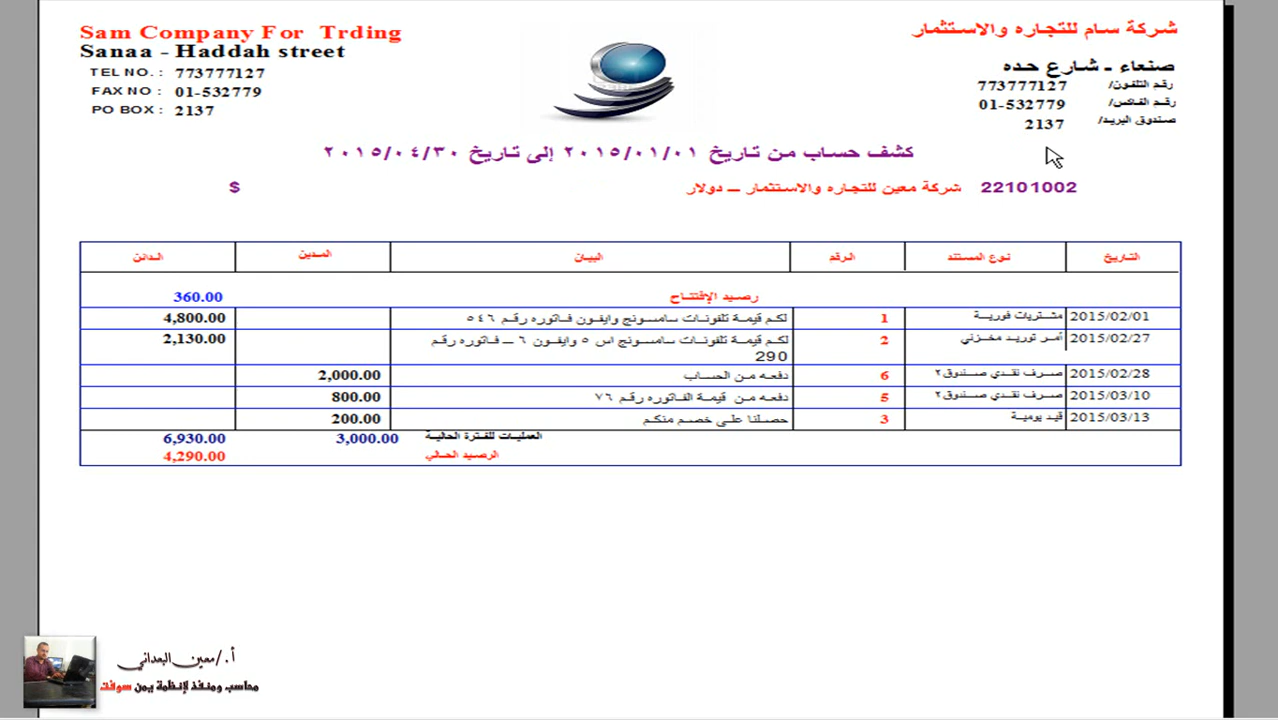 Sam Company For Trding
Sanaa - Haddah street
TEL NO. : 773777127
FAX NO : 01-532779
PO BOX : 2137
شركة سام للتجاره والاستثمار
صنعاء - شارع حده
رقم التلفون/ 773777127
رقم الفاكس/ 01-532779
صندوق البريد/ 2137
كشف حساب من تاريخ ٢٠١٥/٠١/٠١ إلى تاريخ ٢٠١٥/٠٤/٣٠
22101002 شركة معين للتجاره والاستثمار – دولار $
التاريخ نوع المستند الرقم البيان المدين الدائن
رصيد الإفتتاح 360.00
2015/02/01 مشتريات فورية 1 لكم قيمة تلفونات سامسونج وايفون فاتوره رقم ٥٤٦ 4,800.00
2015/02/27 أمر توريد مخزني 2 لكم قيمة تلفونات سامسونج اس ٥ وايفون ٦ – فاتوره رقم 2,130.00
290
2015/02/28 صرف نقدي صندوق٢ 6 دفعه من الحساب 2,000.00
2015/03/10 صرف نقدي صندوق٢ 5 دفعه من قيمة الفاتوره رقم ٧٦ 800.00
2015/03/13 قيد يومية 3 حصلنا على خصم منكم 200.00
العمليات للفترة الحالية 3,000.00 6,930.00
الرصيد الحالي 4,290.00
أ./معين البعداني
محاسب ومنفذ لإنظمة يمن سوفت